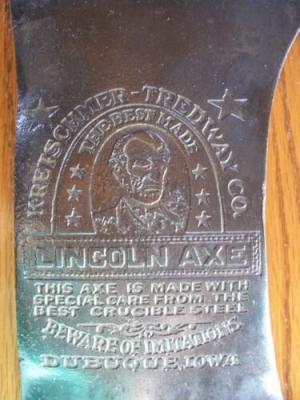 KRETSCHMER-TREDWAY CO.
THE BEST MADE
LINCOLN AXE
THIS AXE IS MADE WITH
SPECIAL CARE FROM THE
BEST CRUCIBLE STEEL
BEWARE OF IMITATIONS
DUBUQUE, IOWA